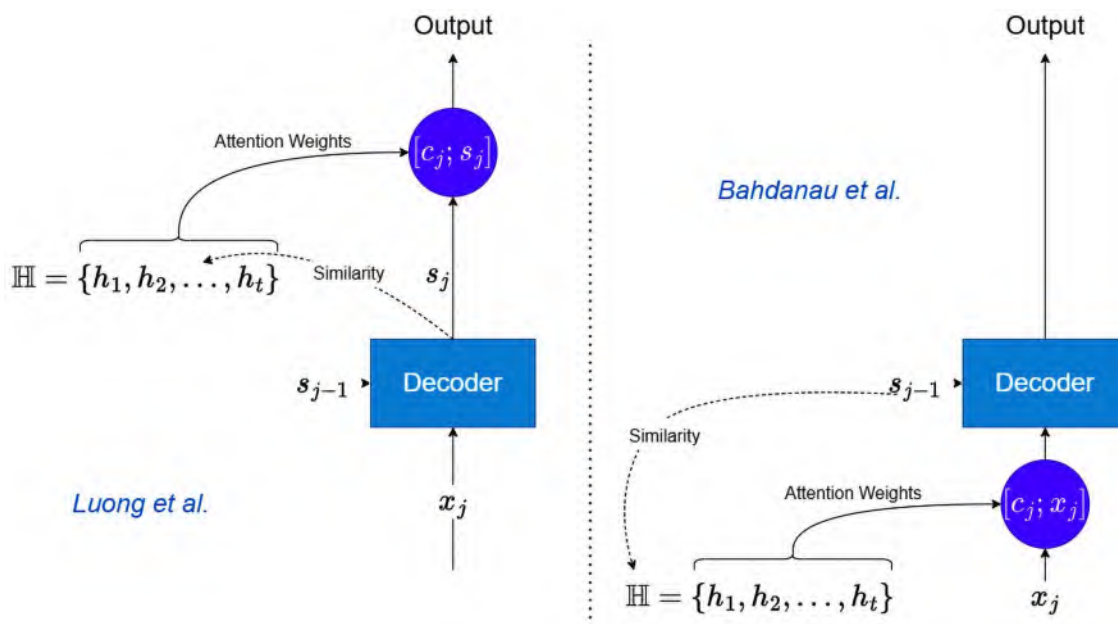 Output
Attention Weights
[c_j; s_j]
ℍ = {h_1, h_2, ..., h_t}
Similarity
s_j
s_{j-1}
Decoder
Luong et al.
x_j
Output
Bahdanau et al.
s_{j-1}
Decoder
Similarity
Attention Weights
[c_j; x_j]
ℍ = {h_1, h_2, ..., h_t}
x_j